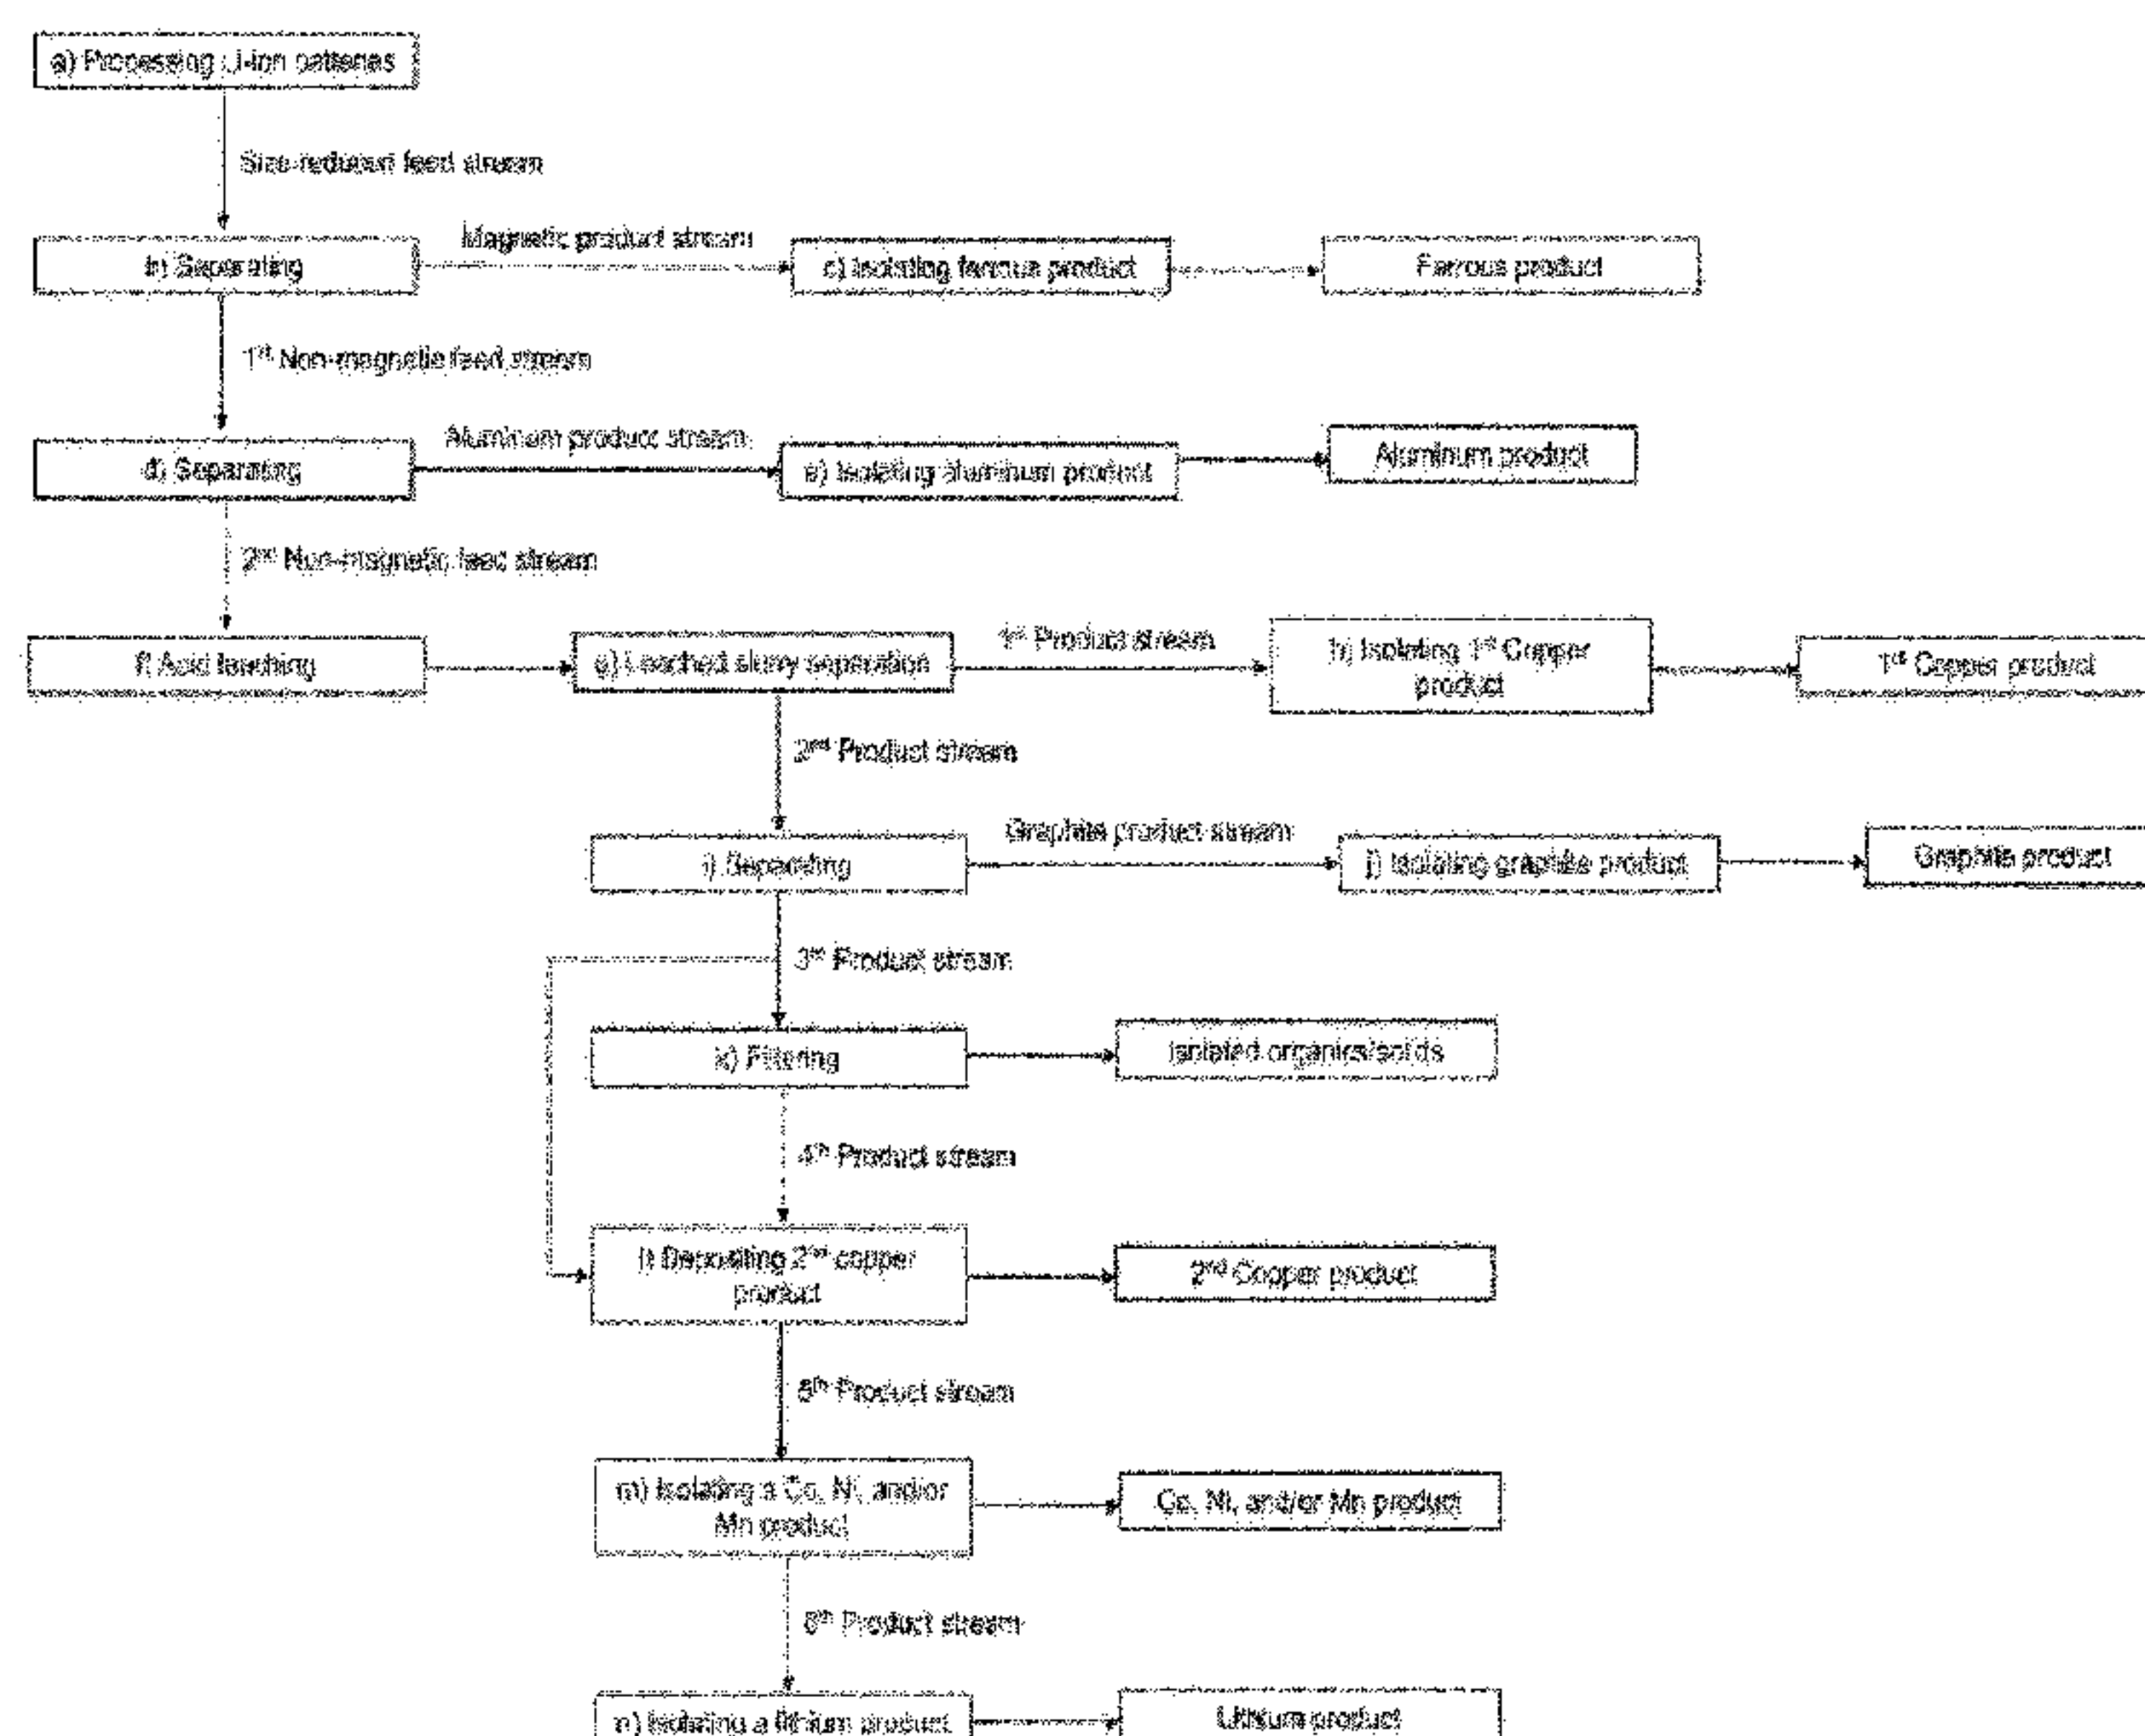 a) Processing Li-ion batteries
Size-reduced feed stream
b) Separating
Magnetic product stream
c) Isolating ferrous product
Ferrous product
1st Non-magnetic feed stream
d) Separating
Aluminum product stream
e) Isolating aluminum product
Aluminum product
2nd Non-magnetic feed stream
f) Acid leaching
g) Leached slurry separation
1st Product stream
h) Isolating 1st Copper
product
1st Copper product
2nd Product stream
i) Separating
Graphite product stream
j) Isolating graphite product
Graphite product
3rd Product stream
k) Filtering
Isolated organics/solids
4th Product stream
l) Depositing 2nd copper
product
2nd Copper product
5th Product stream
m) Isolating a Co, Ni, and/or
Mn product
Co, Ni, and/or Mn product
6th Product stream
n) Isolating a lithium product
Lithium product